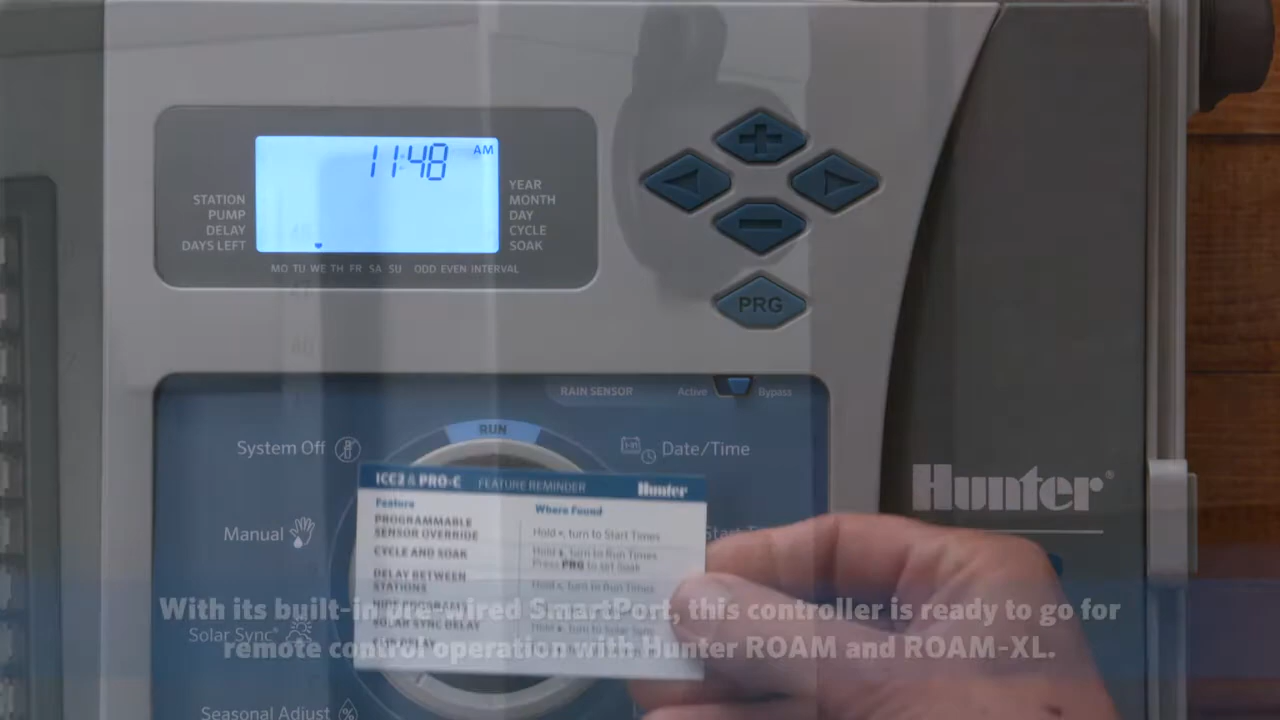 11:48 AM
STATION
PUMP
DELAY
DAYS LEFT
YEAR
MONTH
DAY
CYCLE
SOAK
MO TU WE TH FR SA SU ODD EVEN INTERVAL
PRG
RAIN SENSOR
Active
Bypass
RUN
System Off
Date/Time
Manual
Start
Solar Sync
Seasonal Adjust
Hunter®
ICC2 & PRO-C FEATURE REMINDER Hunter
Feature
Where Found
PROGRAMMABLE
SENSOR OVERRIDE
Hold •, turn to Start Times
CYCLE AND SOAK
Hold +, turn to Run Times
Press PRG to set Soak
DELAY BETWEEN
STATIONS
turn to Run Times
SOLAR SYNC DELAY
turn to Solar Sync
With its built-in pre-wired SmartPort, this controller is ready to go for
remote control operation with Hunter ROAM and ROAM-XL.